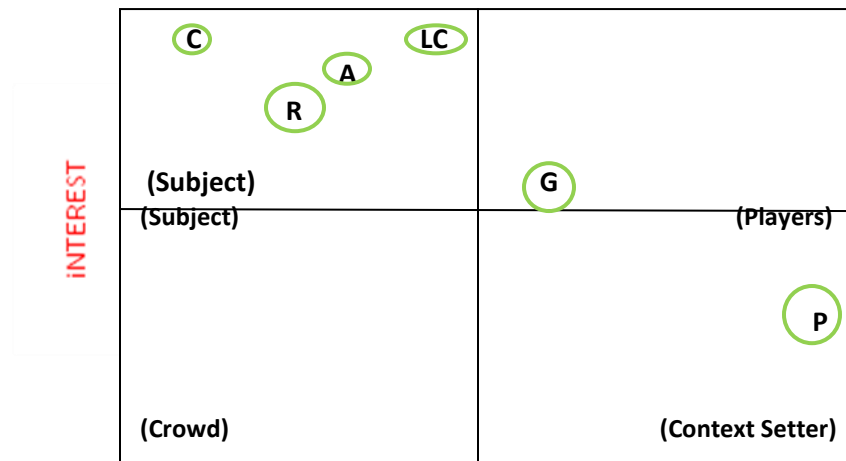 C
LC
A
R
(Subject)
G
(Subject)
(Players)
iNTEREST
P
(Crowd)
(Context Setter)